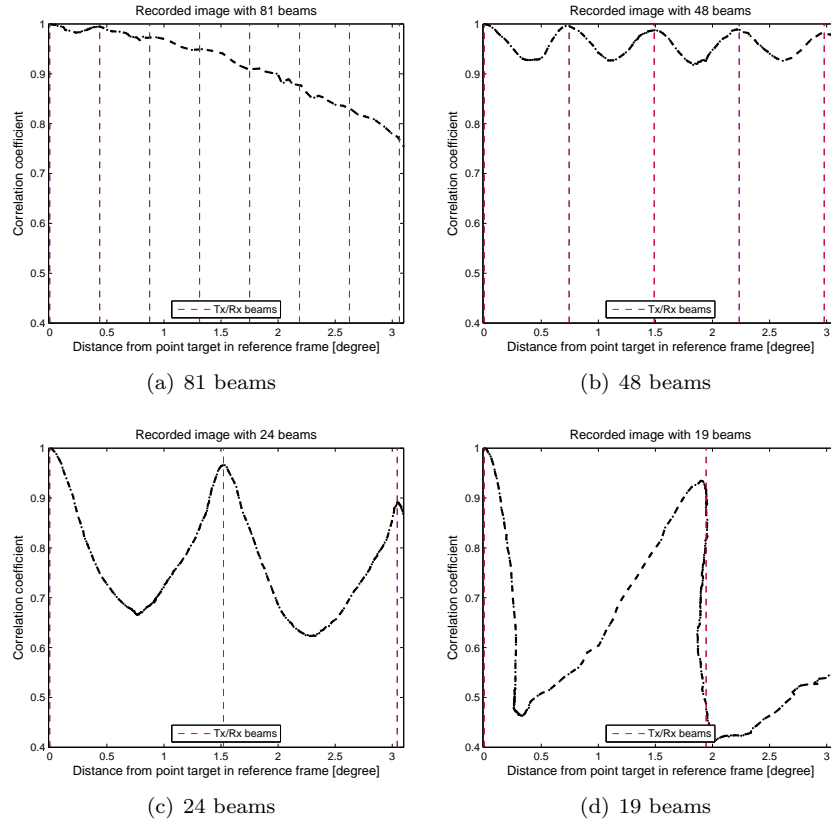 Recorded image with 81 beams
1
0.9
0.8
0.7
0.6
0.5
0.4
Correlation coefficient
Tx/Rx beams
0 0.5 1 1.5 2 2.5 3
Distance from point target in reference frame [degree]
(a) 81 beams
Recorded image with 48 beams
1
0.9
0.8
0.7
0.6
0.5
0.4
Correlation coefficient
Tx/Rx beams
0 0.5 1 1.5 2 2.5 3
Distance from point target in reference frame [degree]
(b) 48 beams
Recorded image with 24 beams
1
0.9
0.8
0.7
0.6
0.5
0.4
Correlation coefficient
Tx/Rx beams
0 0.5 1 1.5 2 2.5 3
Distance from point target in reference frame [degree]
(c) 24 beams
Recorded image with 19 beams
1
0.9
0.8
0.7
0.6
0.5
0.4
Correlation coefficient
Tx/Rx beams
0 0.5 1 1.5 2 2.5 3
Distance from point target in reference frame [degree]
(d) 19 beams